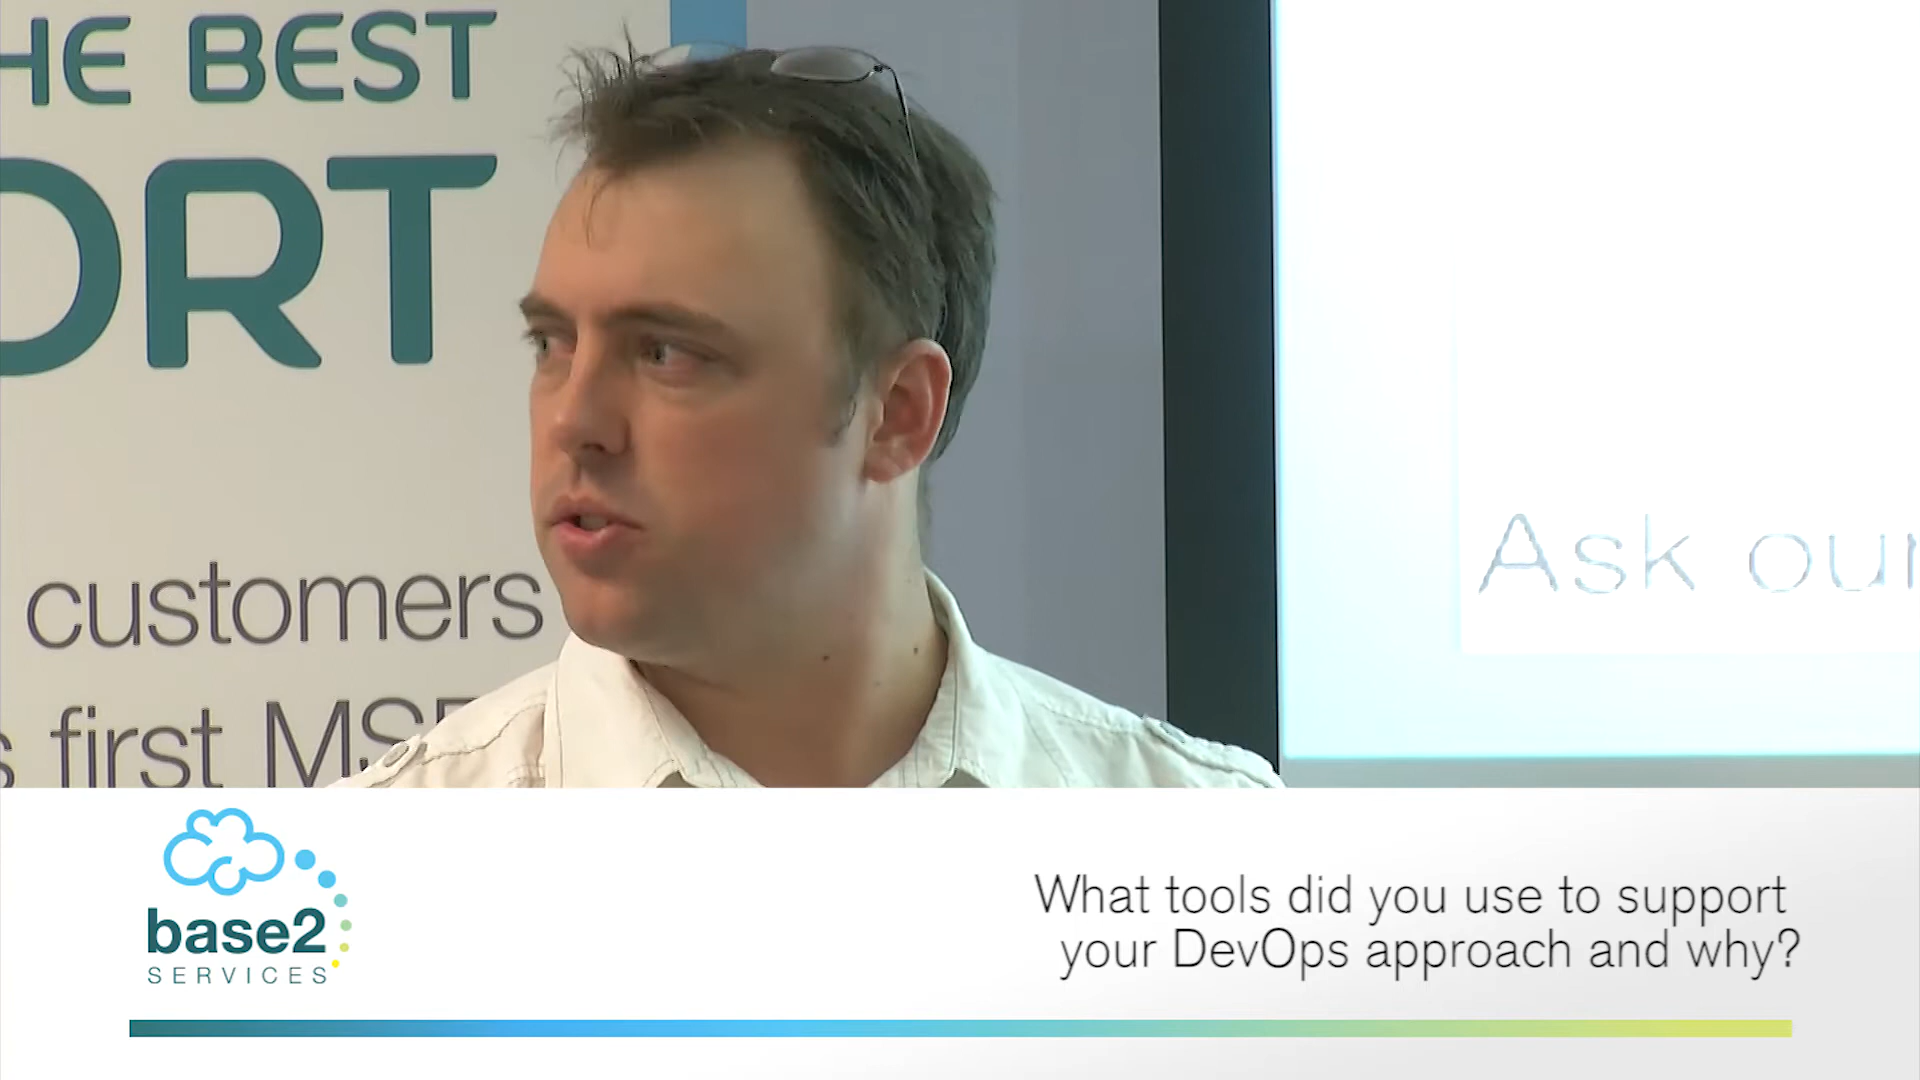 HE BEST
ORT
customers
s first MS
Ask our
base2
SERVICES
What tools did you use to support
your DevOps approach and why?